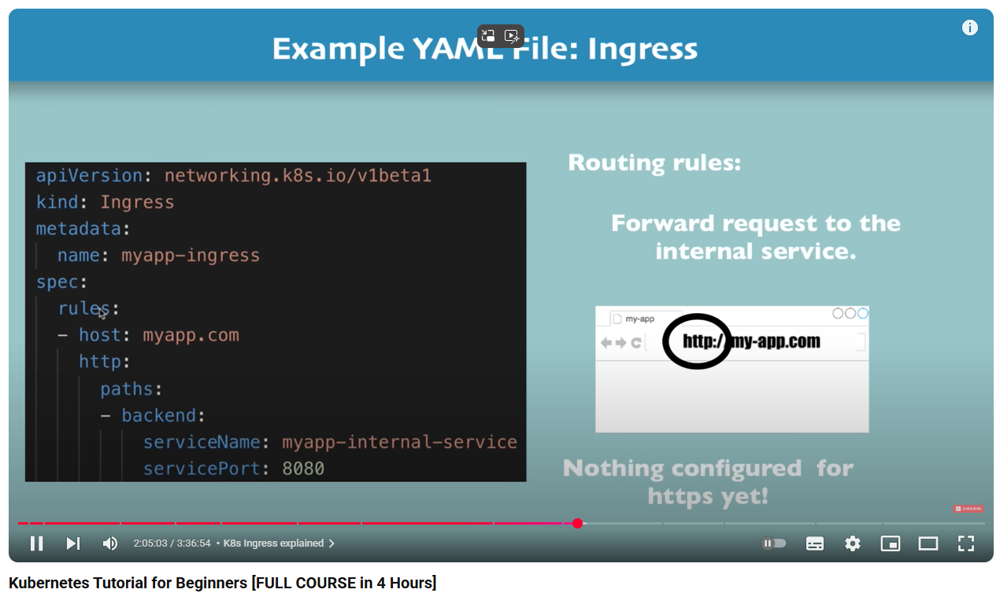 Example YAML File: Ingress
apiVersion: networking.k8s.io/v1beta1
kind: Ingress
metadata:
name: myapp-ingress
spec:
rules:
- host: myapp.com
http:
paths:
- backend:
serviceName: myapp-internal-service
servicePort: 8080
Routing rules:
Forward request to the
internal service.
my-app
http://my-app.com
Nothing configured for
https yet!
SUBSCRIBE
2:05:03 / 3:36:54 • K8s Ingress explained
Kubernetes Tutorial for Beginners [FULL COURSE in 4 Hours]